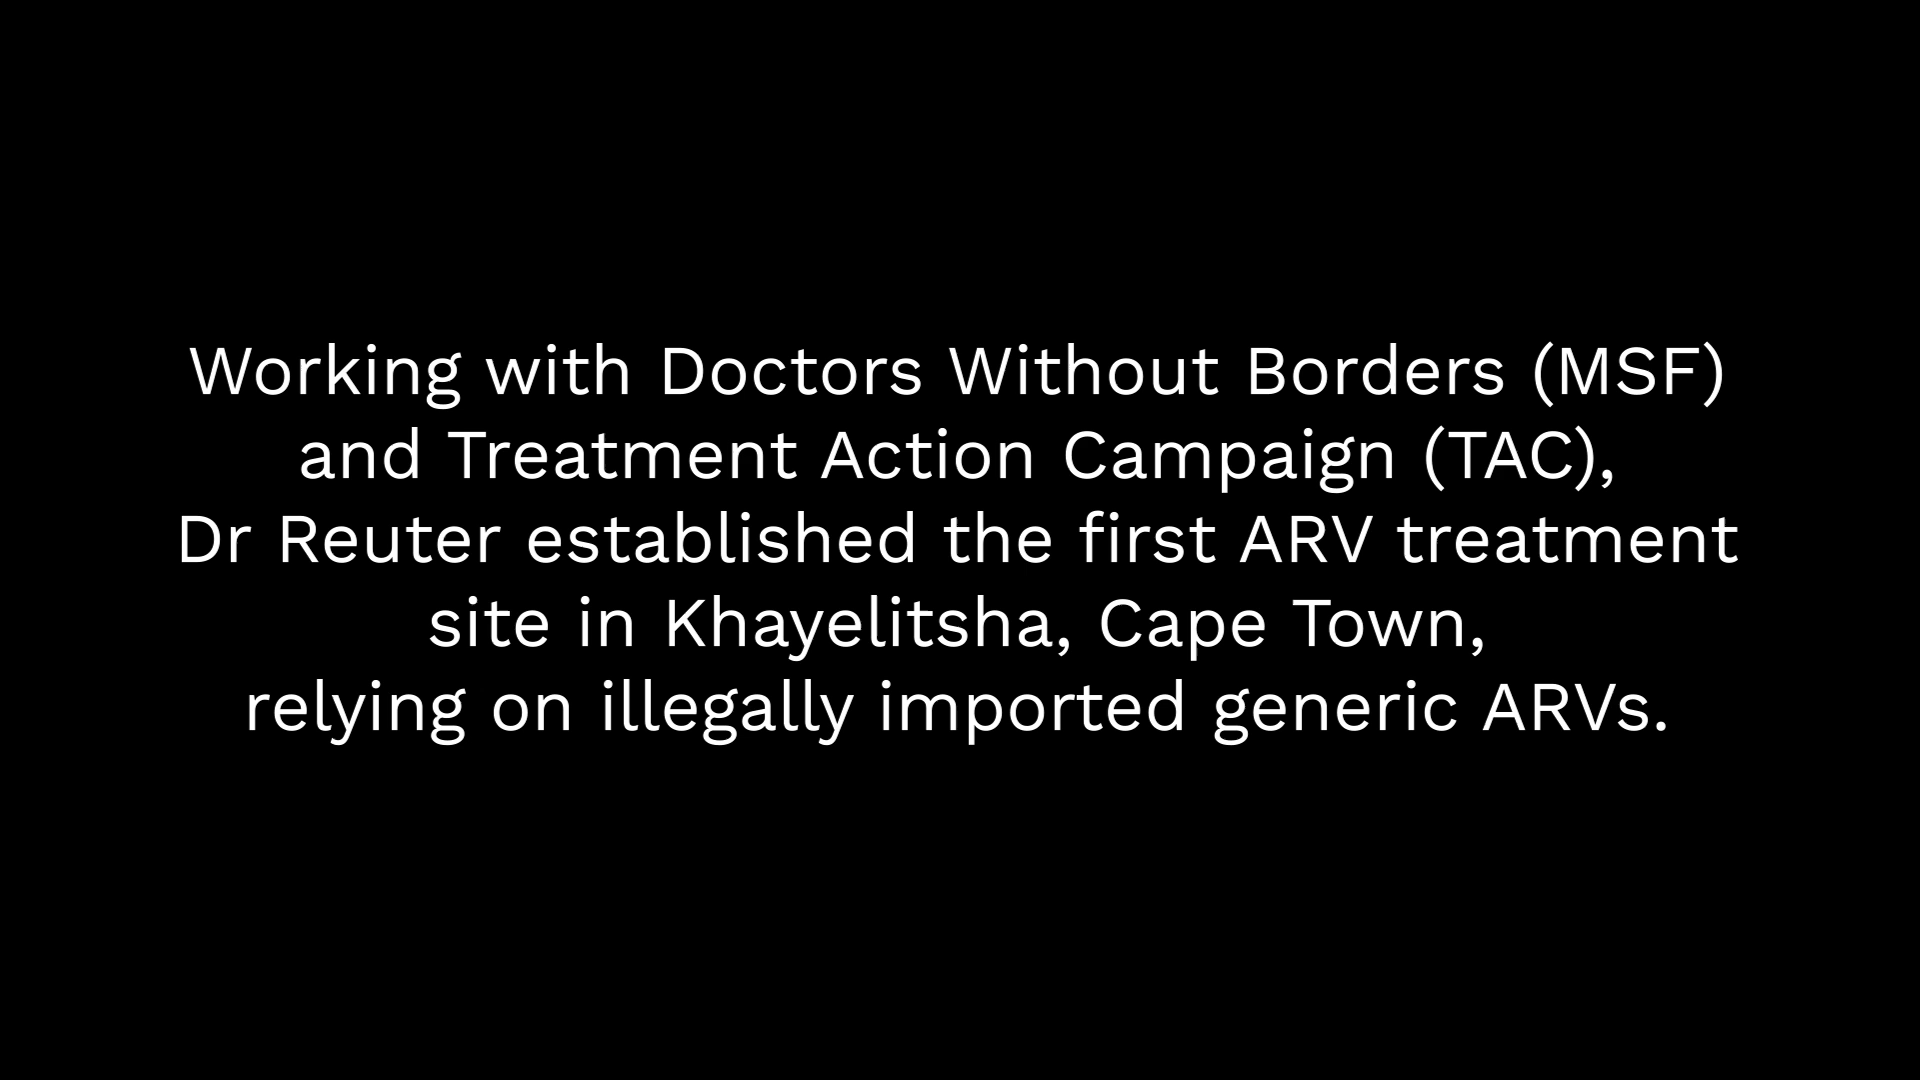 Working with Doctors Without Borders (MSF)
and Treatment Action Campaign (TAC),
Dr Reuter established the first ARV treatment
site in Khayelitsha, Cape Town,
relying on illegally imported generic ARVs.